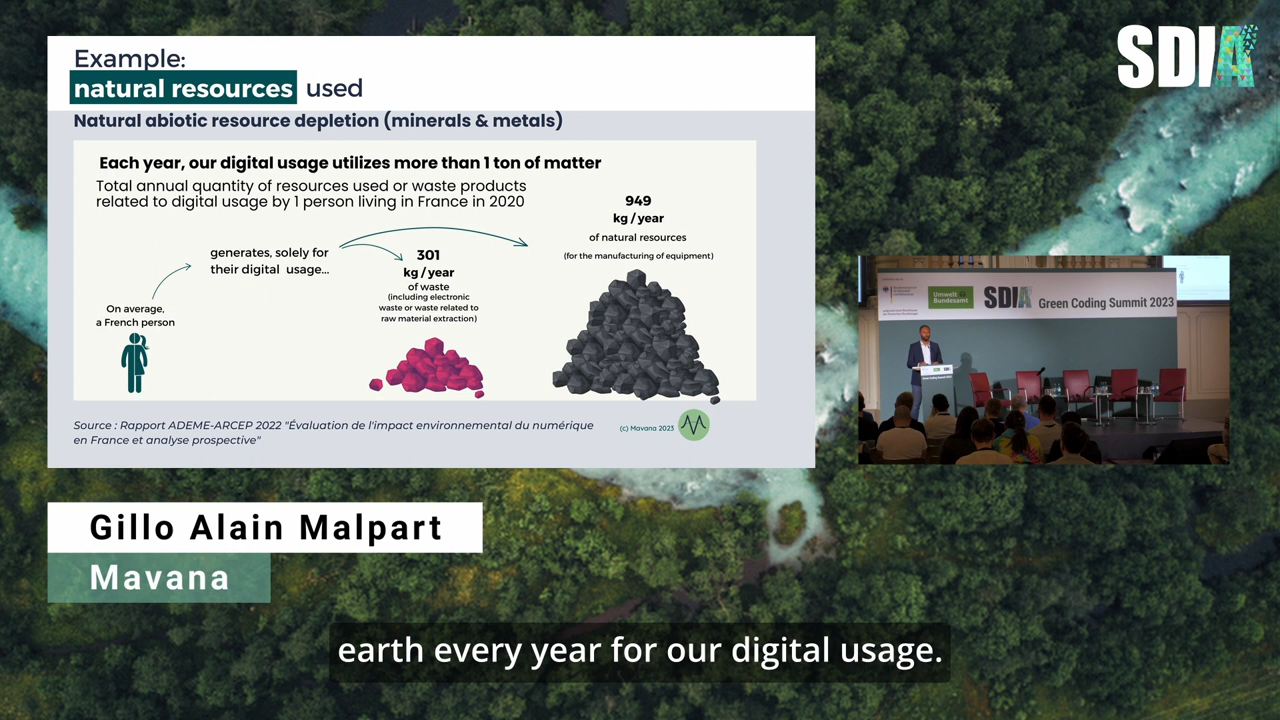 Example:
natural resources used
Natural abiotic resource depletion (minerals & metals)
Each year, our digital usage utilizes more than 1 ton of matter
Total annual quantity of resources used or waste products
related to digital usage by 1 person living in France in 2020
On average,
a French person
generates, solely for
their digital usage...
301
kg / year
of waste
(including electronic
waste or waste related to
raw material extraction)
949
kg / year
of natural resources
(for the manufacturing of equipment)
Source : Rapport ADEME-ARCEP 2022 "Évaluation de l'impact environnemental du numérique
en France et analyse prospective"
(c) Mavana 2023
SDIA
Umwelt
Bundesamt
SDIA
Green Coding Summit 2023
Gillo Alain Malpart
Mavana
earth every year for our digital usage.